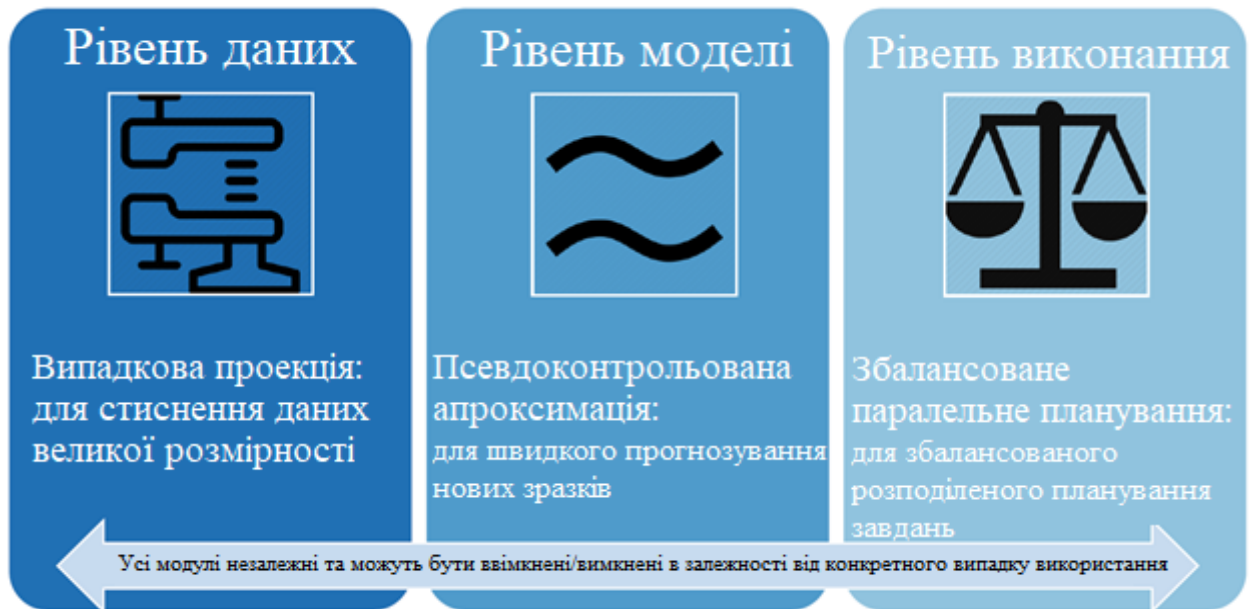 Рівень даних
Випадкова проекція:
для стиснення даних
великої розмірності
Рівень моделі
Псевдоконтрольована
апроксимація:
для швидкого прогнозування
нових зразків
Рівень виконання
Збалансоване
паралельне планування:
для збалансованого
розподіленого планування
завдань
Усі модулі незалежні та можуть бути ввімкнені/вимкнені в залежності від конкретного випадку використання